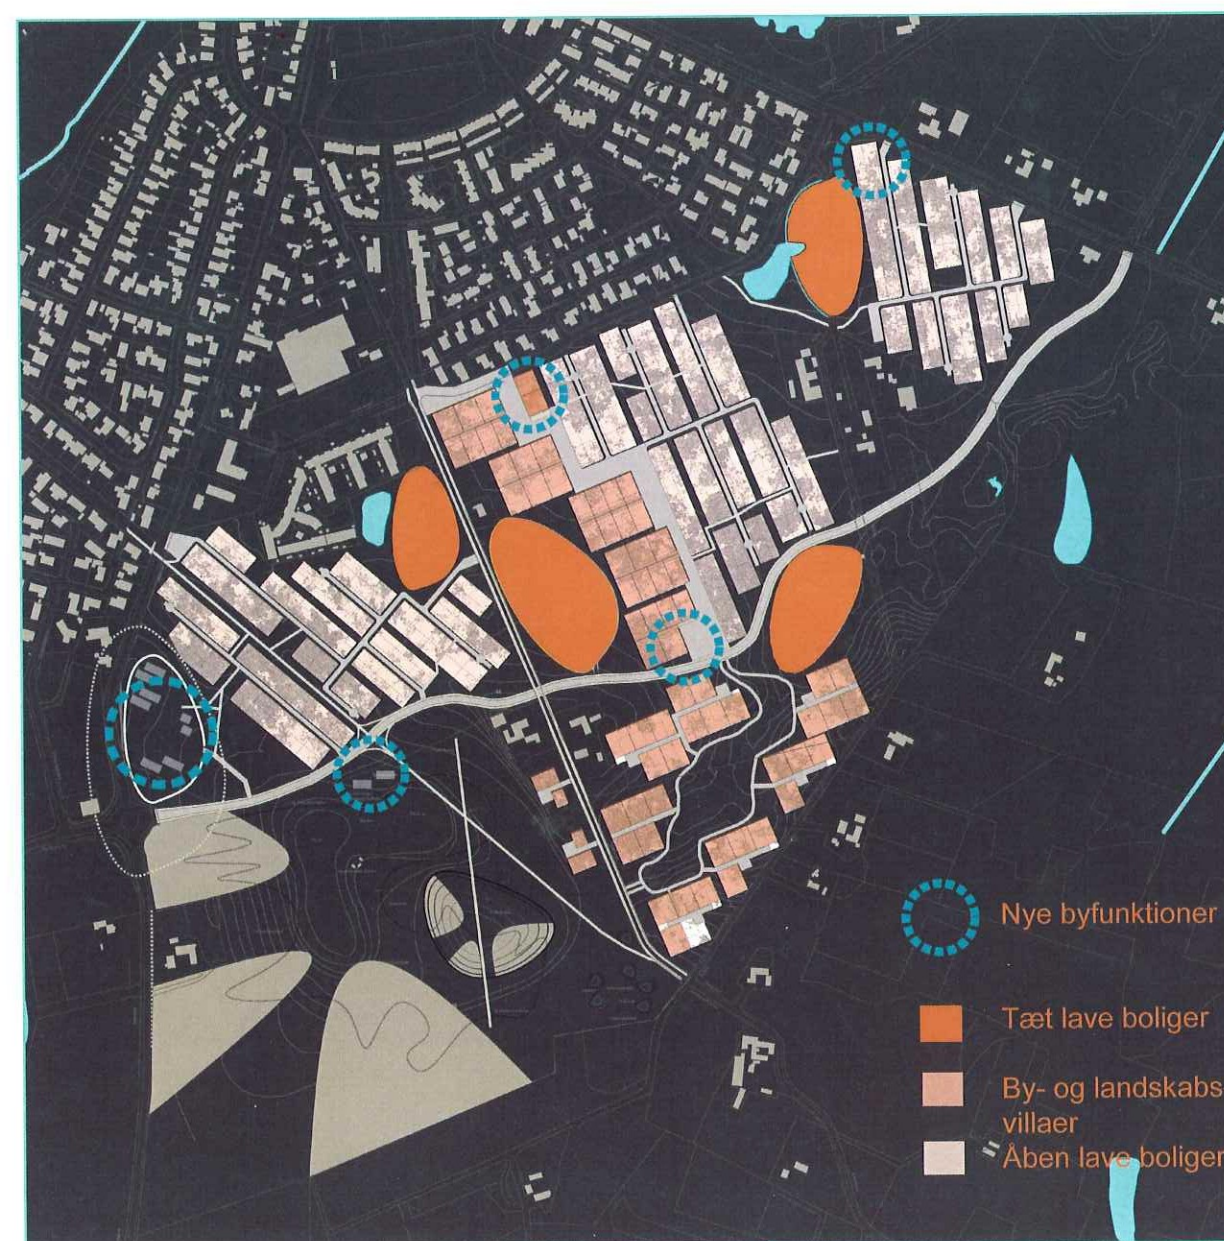 Nye byfunktioner
Tæt lave boliger
By- og landskabs
villaer
Åben lave boliger